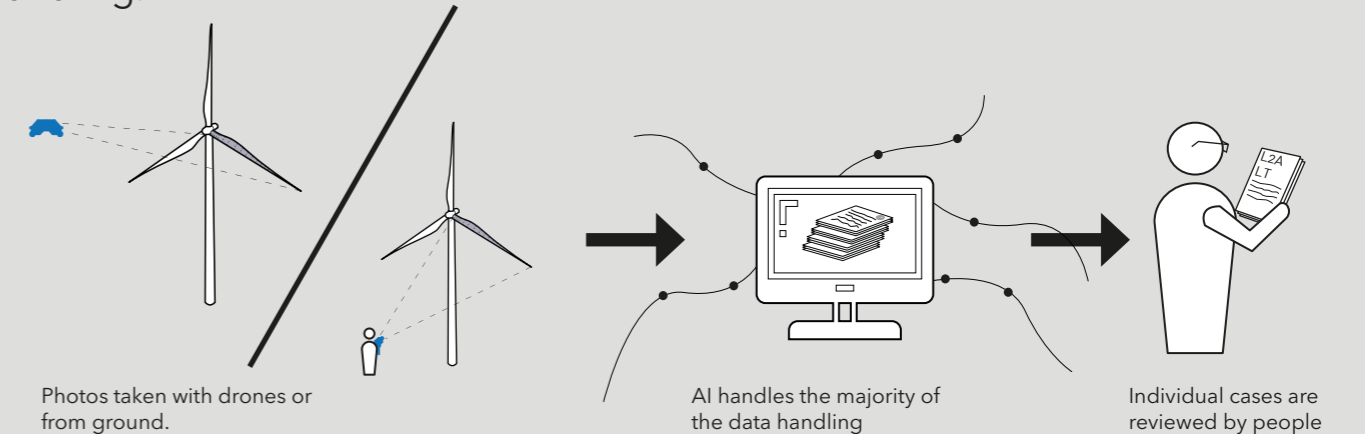 Photos taken with drones or
from ground.
AI handles the majority of
the data handling
Individual cases are
reviewed by people
L2A
LT